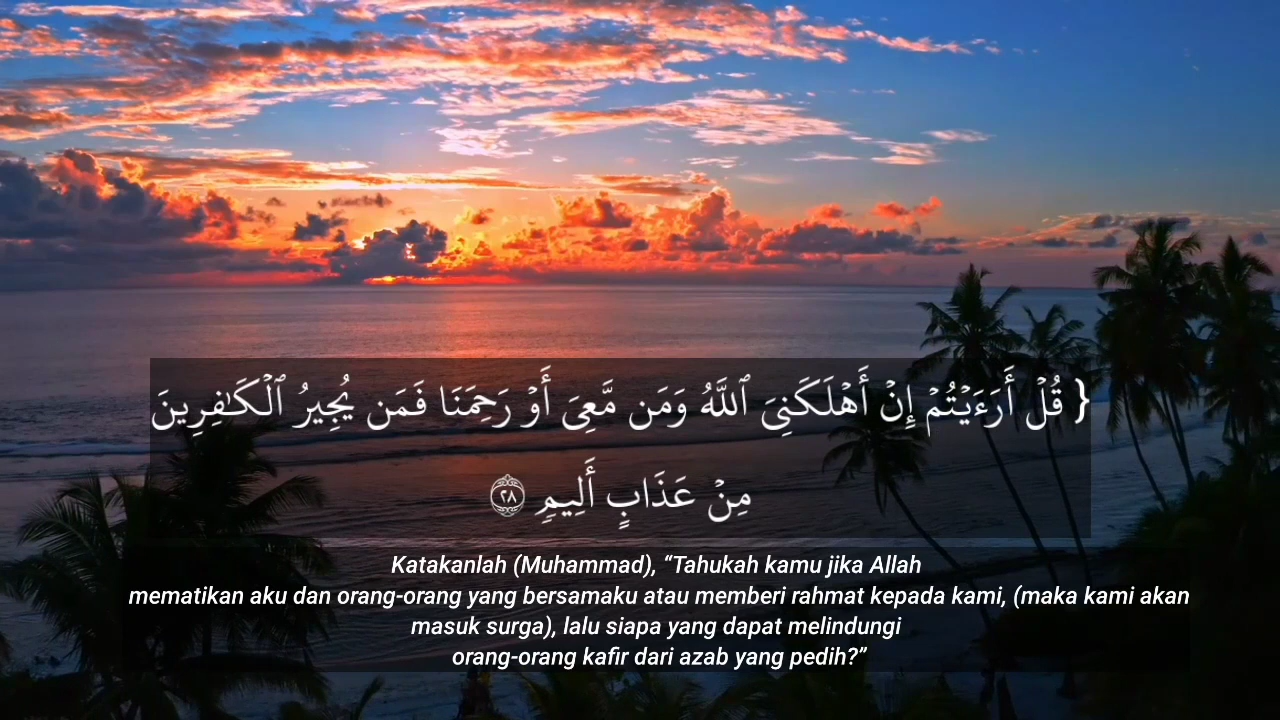 ﴿ قُلۡ أَرَءَيۡتُمۡ إِنۡ أَهۡلَكَنِيَ ٱللَّهُ وَمَن مَّعِيَ أَوۡ رَحِمَنَا فَمَن يُجِيرُ ٱلۡكَـٰفِرِينَ
مِنۡ عَذَابٍ أَلِيمࣲ ٢٨
Katakanlah (Muhammad), “Tahukah kamu jika Allah
mematikan aku dan orang-orang yang bersamaku atau memberi rahmat kepada kami, (maka kami akan
masuk surga), lalu siapa yang dapat melindungi
orang-orang kafir dari azab yang pedih?”